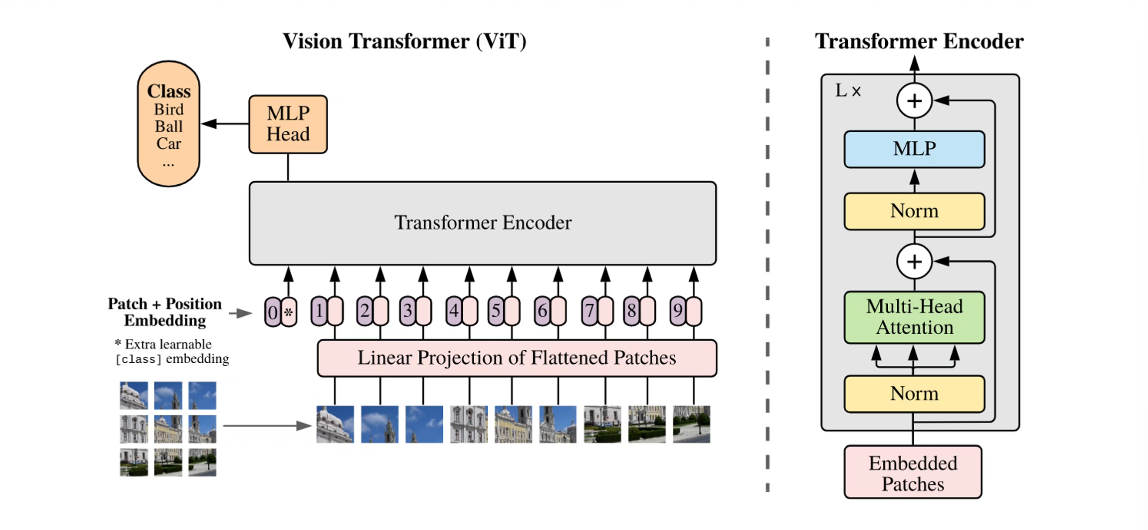 Vision Transformer (ViT)
Class
Bird
Ball
Car
...
MLP
Head
Transformer Encoder
Patch + Position
Embedding
0 * 1 2 3 4 5 6 7 8 9
* Extra learnable
[class] embedding
Linear Projection of Flattened Patches
Transformer Encoder
L x
+
MLP
Norm
+
Multi-Head
Attention
Norm
Embedded
Patches